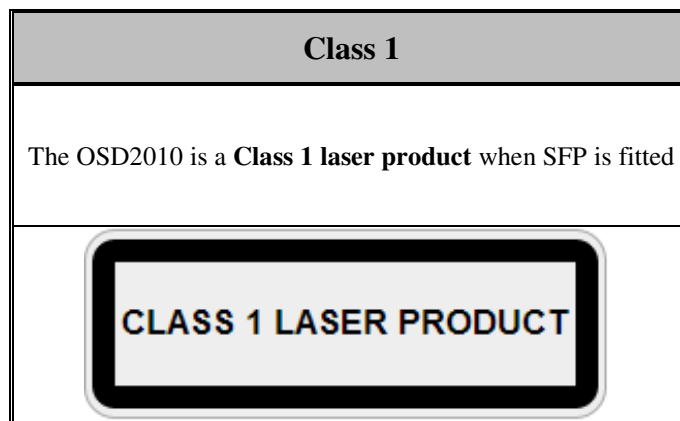 Class 1
The OSD2010 is a Class 1 laser product when SFP is fitted
CLASS 1 LASER PRODUCT